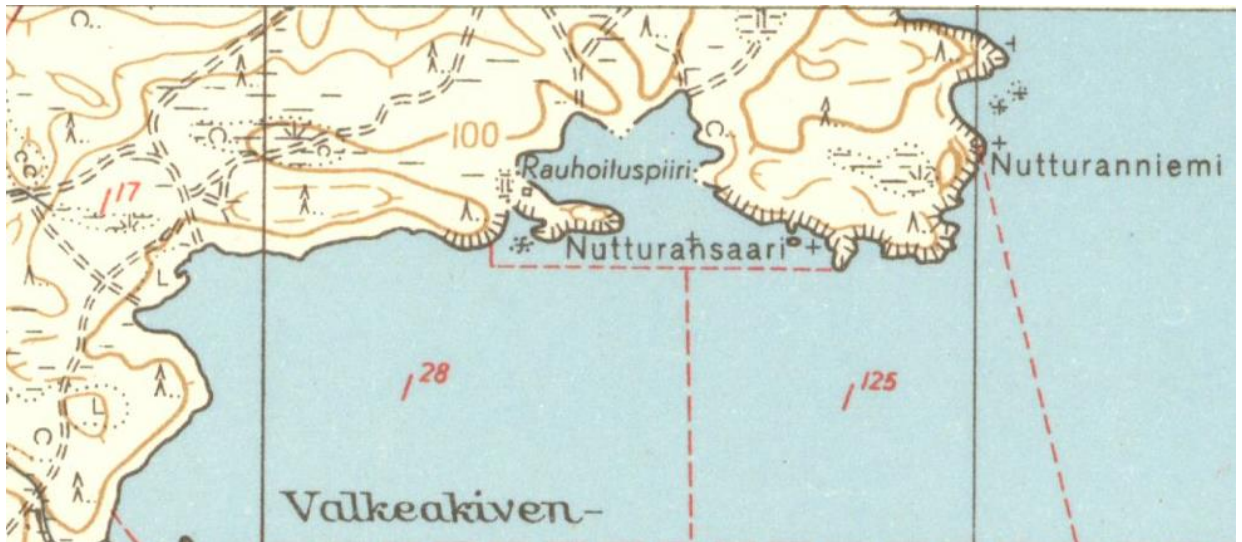 100
Rauhoituspiiri
Nutturanniemi
17
Nutturansaari
28
125
Valkeakiven-